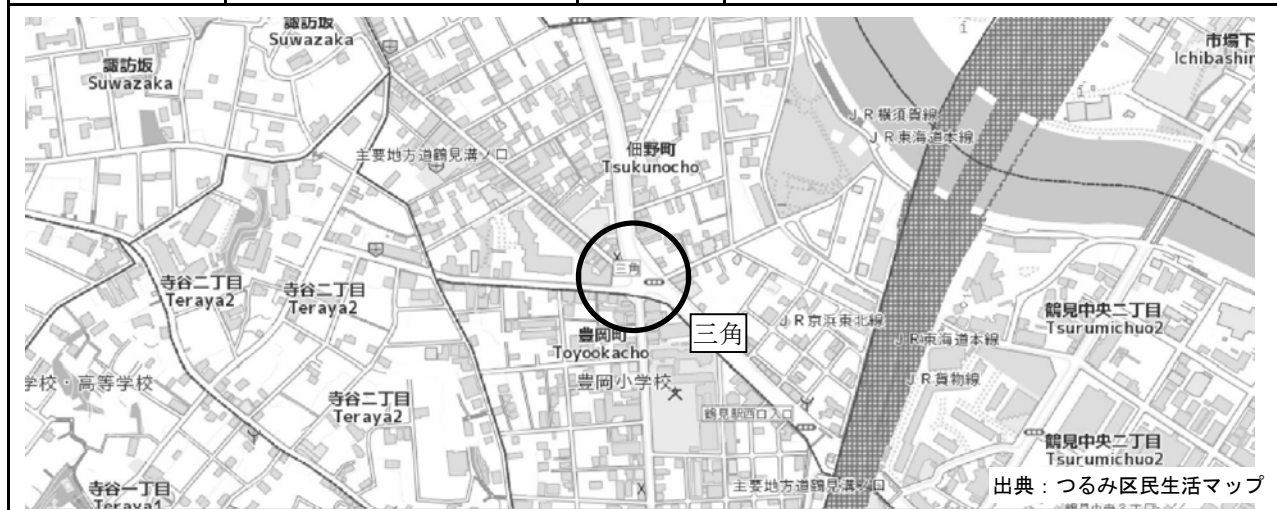 諏訪坂
Suwazaka
諏訪坂
Suwazaka
市場下
Ichibashir
JR横須賀線
JR東海道本線
主要地方道鶴見溝ノ口
佃野町
Tsukunocho
三角
寺谷二丁目
Teraya2
寺谷二丁目
Teraya2
鶴見中央二丁目
Tsurumichuo2
三角
JR京浜東北線
JR東海道本線
豊岡町
Toyookacho
学校・高等学校
豊岡小学校
JR貨物線
寺谷二丁目
Teraya2
鶴見駅西口入口
鶴見中央二丁目
Tsurumichuo2
寺谷一丁目
Teraya1
主要地方道鶴見溝ノ口
出典：つるみ区民生活マップ